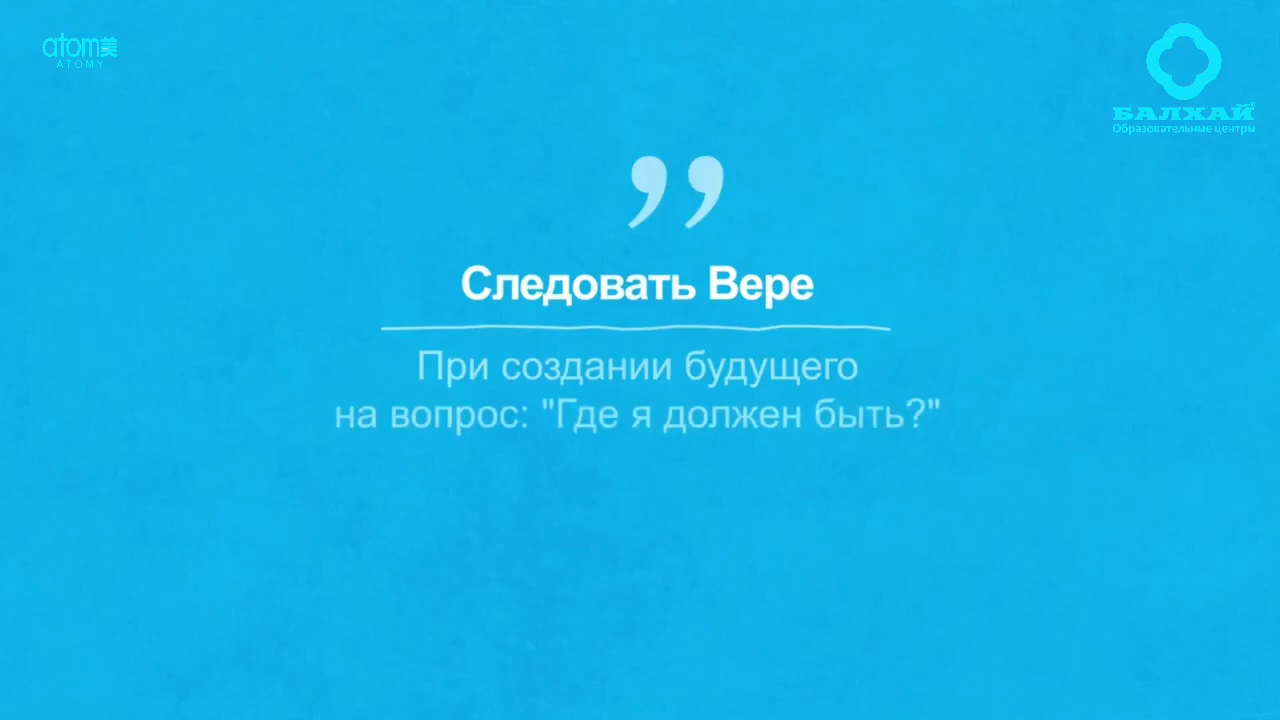 atom美
ATOMY
БАЛХАЙ
Образовательные центры
”
Следовать Вере
При создании будущего
на вопрос: "Где я должен быть?"